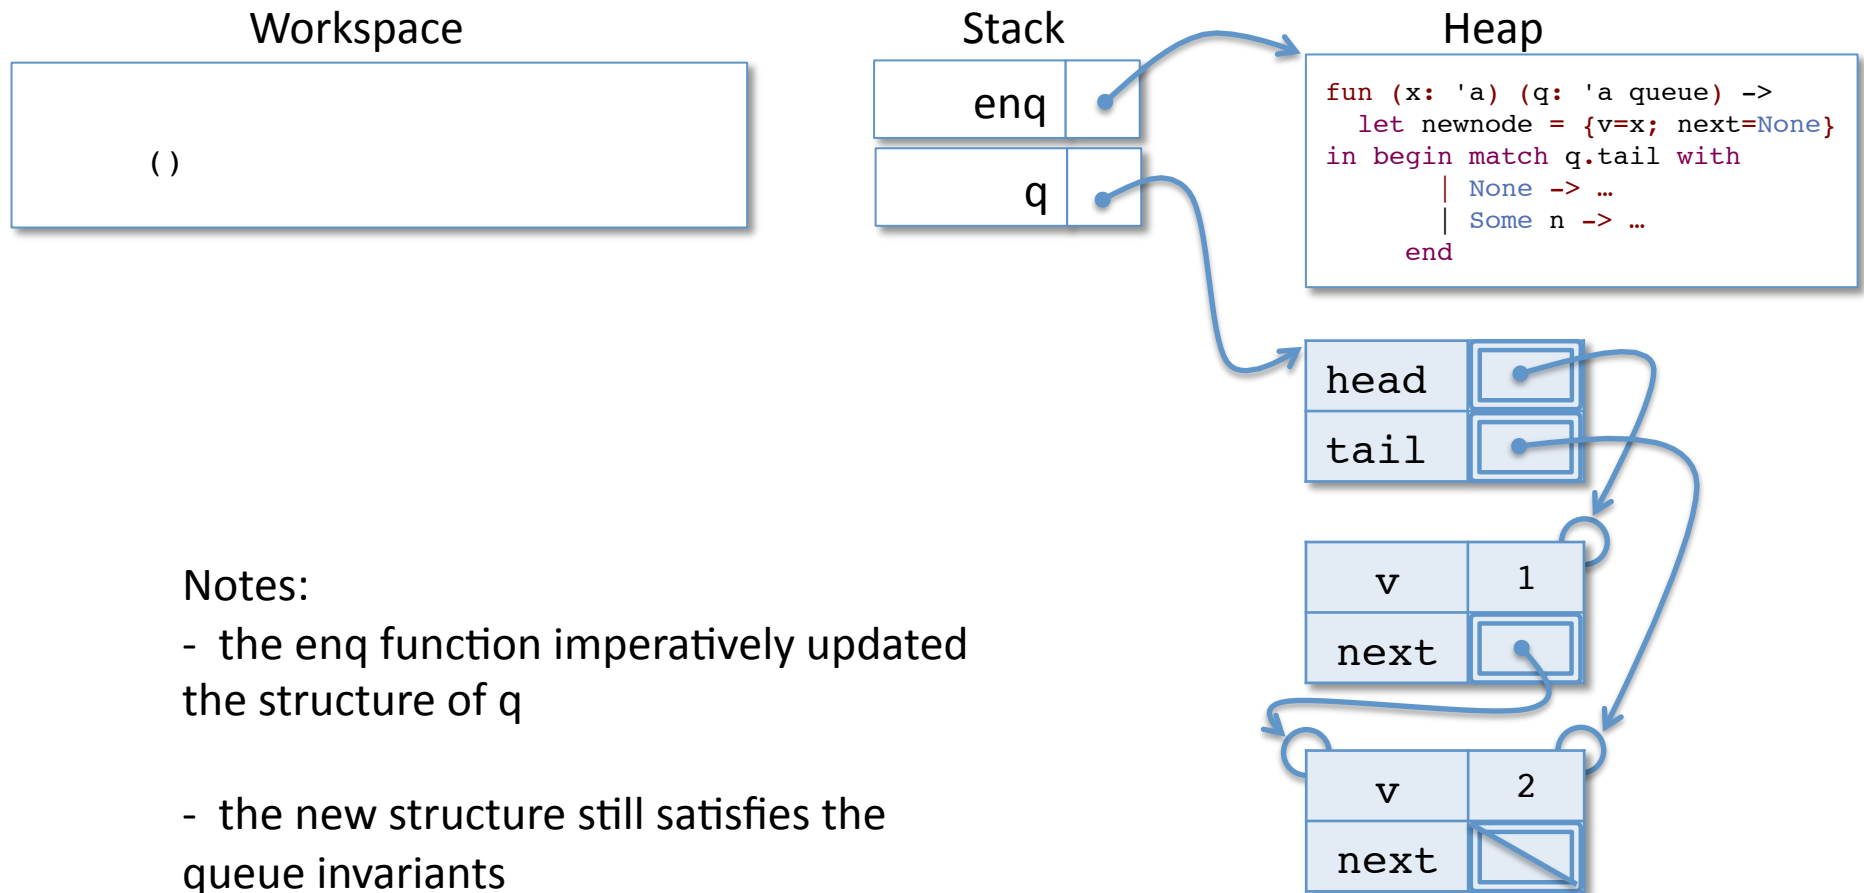 Workspace
Stack
Heap
()
enq
q
fun (x: 'a) (q: 'a queue) ->
let newnode = {v=x; next=None}
in begin match q.tail with
| None -> …
| Some n -> …
end
head
tail
v 1
next
v 2
next
Notes:
- the enq function imperatively updated
the structure of q
- the new structure still satisfies the
queue invariants